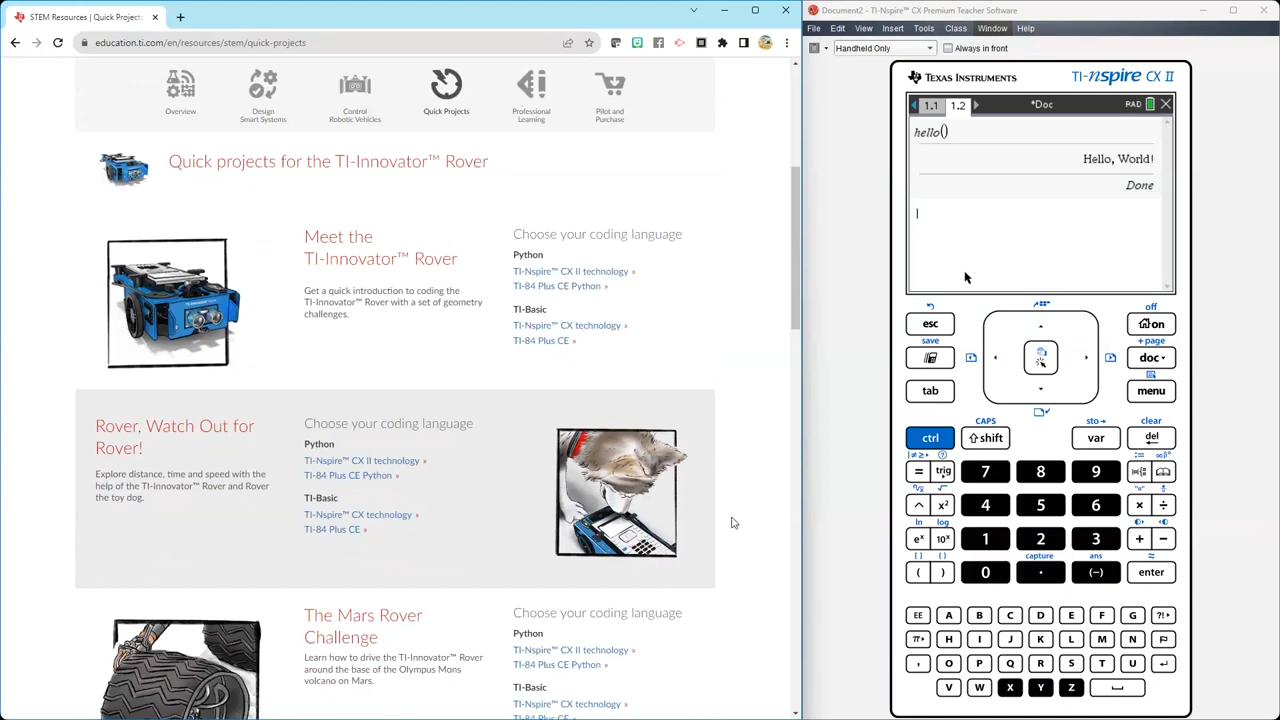 STEM Resources | Quick Projects
education.ti.com/en/resources/stem/quick-projects
Overview
Design
Smart Systems
Control
Robotic Vehicles
Quick Projects
Professional
Learning
Pilot and
Purchase
Quick projects for the TI-Innovator™ Rover
Meet the
TI-Innovator™ Rover
Get a quick introduction to coding the
TI-Innovator™ Rover with a set of geometry
challenges.
Choose your coding language
Python
TI-Nspire™ CX II technology »
TI-84 Plus CE Python »
TI-Basic
TI-Nspire™ CX technology »
TI-84 Plus CE »
Rover, Watch Out for
Rover!
Explore distance, time and speed with the
help of the TI-Innovator™ Rover and Rover
the toy dog.
Choose your coding language
Python
TI-Nspire™ CX II technology »
TI-84 Plus CE Python »
TI-Basic
TI-Nspire™ CX technology »
TI-84 Plus CE »
The Mars Rover
Challenge
Learn how to drive the TI-Innovator™ Rover
around the base of the Olympus Mons
volcano on Mars.
Choose your coding language
Python
TI-Nspire™ CX II technology »
TI-84 Plus CE Python »
TI-Basic
TI-Nspire™ CX technology »
Document2 - TI-Nspire™ CX Premium Teacher Software
File Edit View Insert Tools Class Window Help
Handheld Only Always in front
TEXAS INSTRUMENTS TI-nspire CX II
1.1 1.2 *Doc RAD
hello()
Hello, World!
Done
off
esc on
save + page
doc
tab menu
CAPS sto→ clear
ctrl shift var del
= trig 7 8 9
^ x² 4 5 6 × ÷
ln log
eˣ 10ˣ 1 2 3 + −
capture ans ≈
( ) 0 . (−) enter
EE A B C D E F G ?!▸
π▸ H I J K L M N
, O P Q R S T U
V W X Y Z